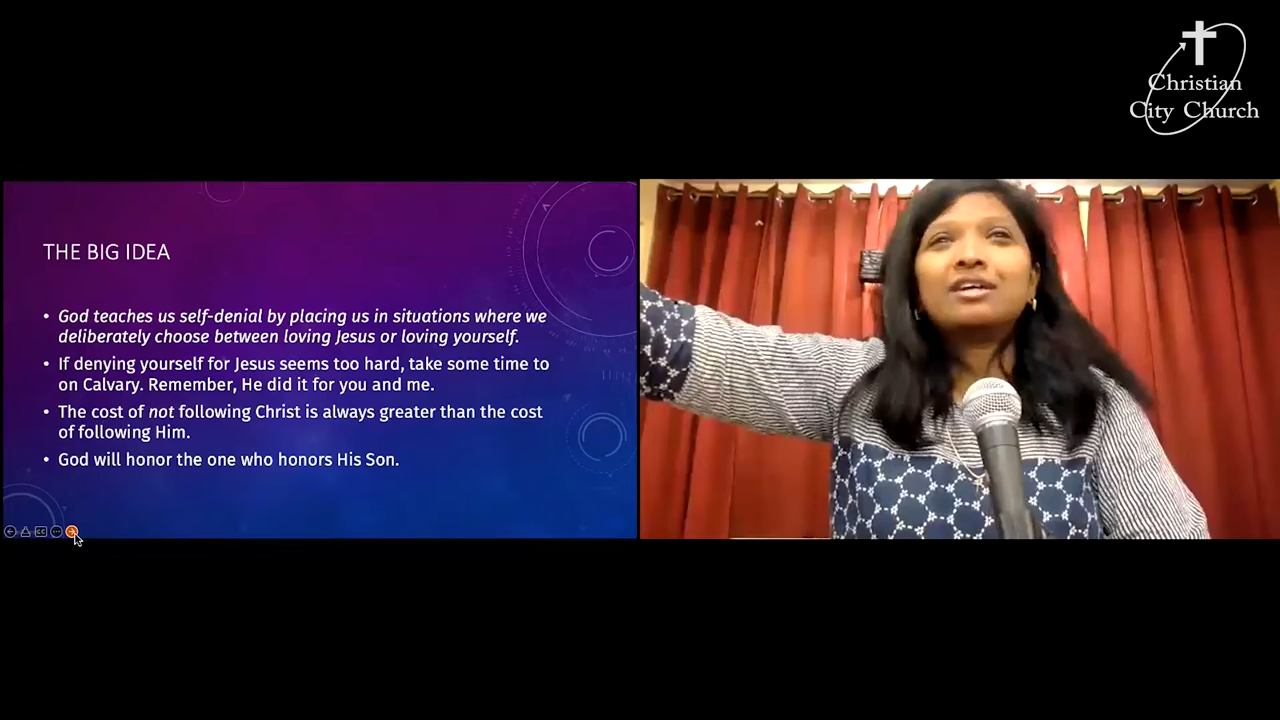 Christian
City Church
THE BIG IDEA
• God teaches us self-denial by placing us in situations where we
deliberately choose between loving Jesus or loving yourself.
• If denying yourself for Jesus seems too hard, take some time to
on Calvary. Remember, He did it for you and me.
• The cost of not following Christ is always greater than the cost
of following Him.
• God will honor the one who honors His Son.
CC